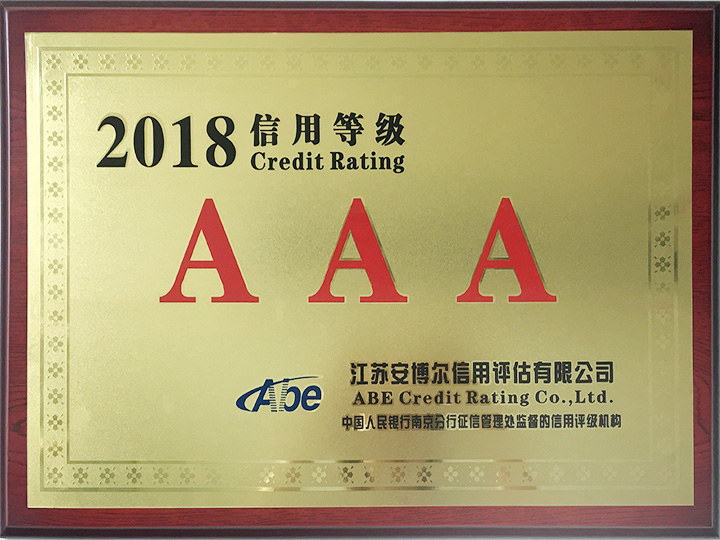 2018 信用等级
Credit Rating
A A A
Abe
江苏安博尔信用评估有限公司
ABE Credit Rating Co.,Ltd.
中国人民银行南京分行征信管理处监督的信用评级机构